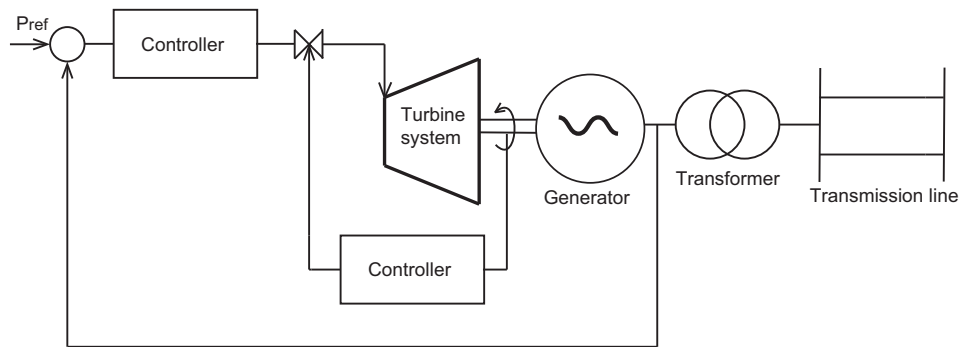 Pref
Controller
Turbine
system
Generator
Transformer
Transmission line
Controller